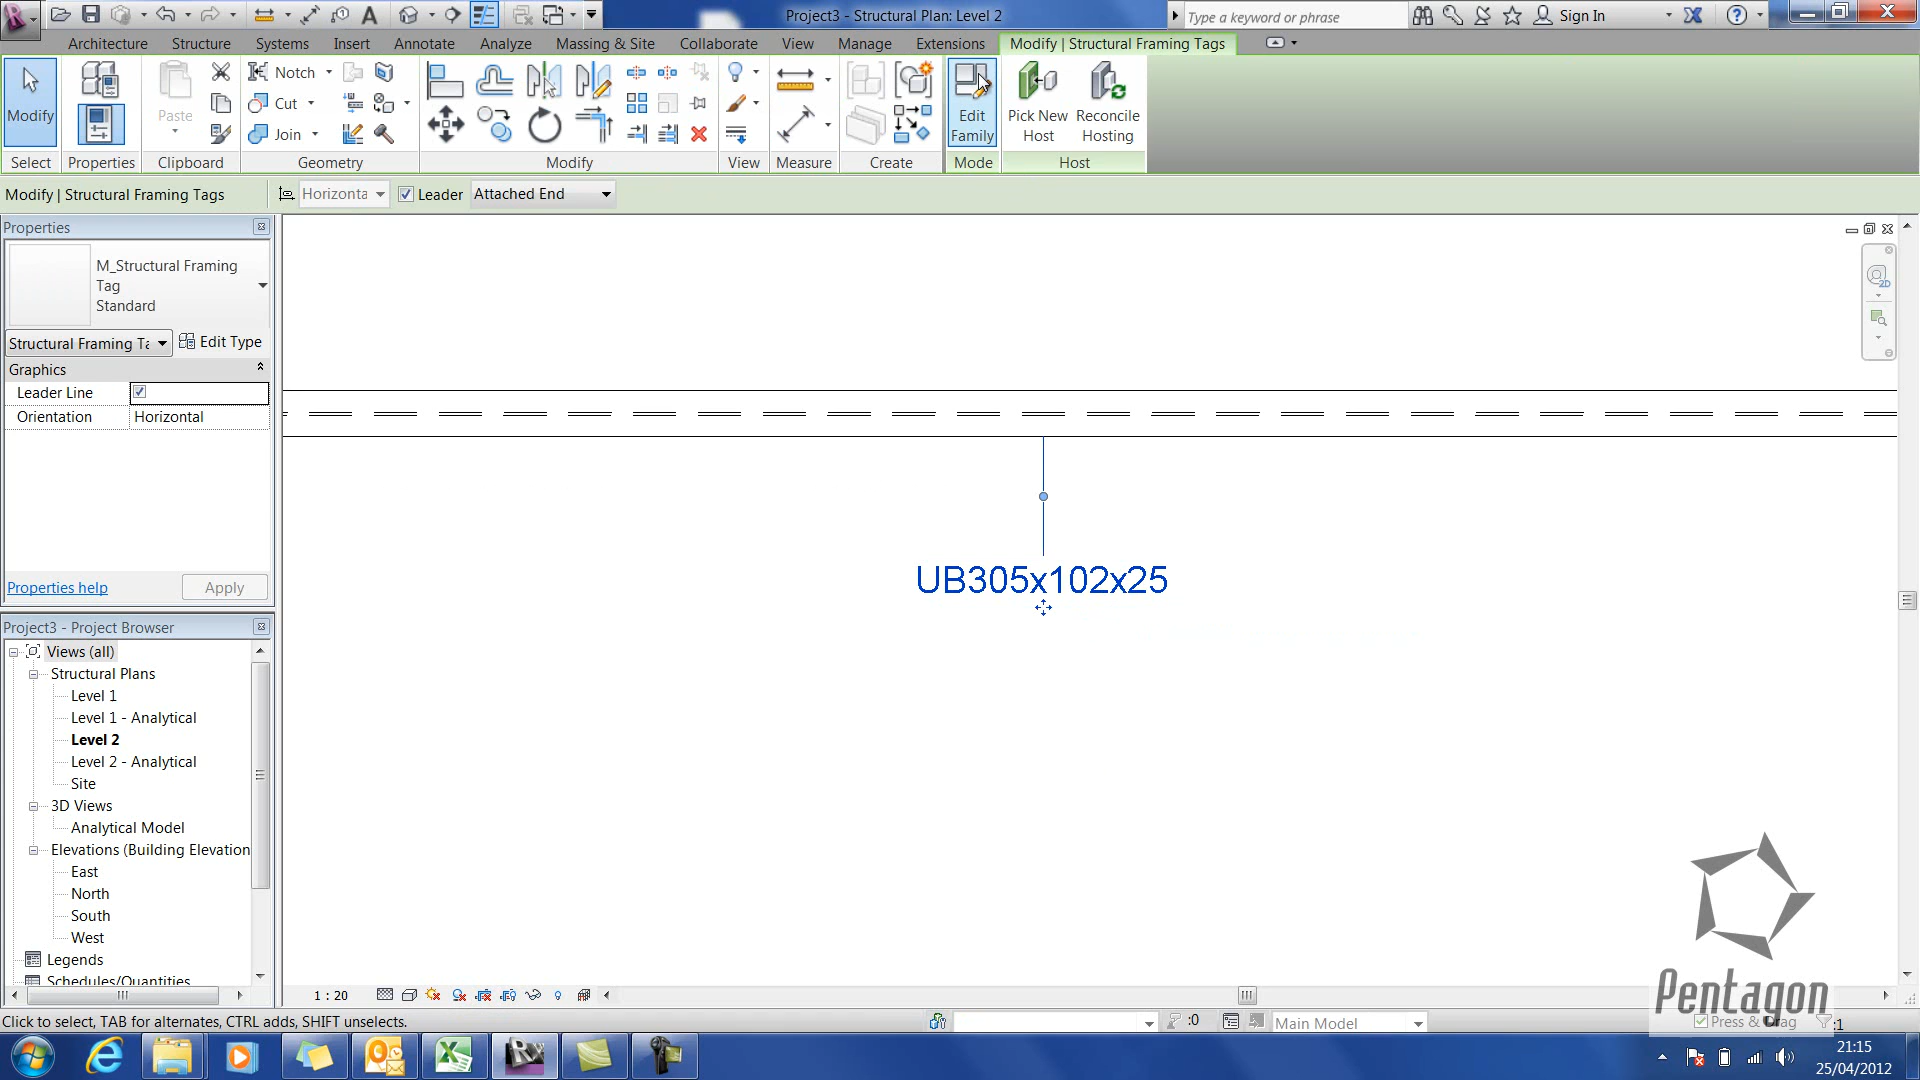 Project3 - Structural Plan: Level 2
Type a keyword or phrase
Sign In
Architecture Structure Systems Insert Annotate Analyze Massing & Site Collaborate View Manage Extensions Modify | Structural Framing Tags
Modify
Paste
Notch
Cut
Join
Edit
Family
Pick New
Host
Reconcile
Hosting
Select Properties Clipboard Geometry Modify View Measure Create Mode Host
Modify | Structural Framing Tags
Horizonta
Leader
Attached End
Properties
M_Structural Framing
Tag
Standard
Structural Framing Ta
Edit Type
Graphics
Leader Line
Orientation Horizontal
Properties help
Apply
UB305x102x25
2D
Project3 - Project Browser
Views (all)
Structural Plans
Level 1
Level 1 - Analytical
Level 2
Level 2 - Analytical
Site
3D Views
Analytical Model
Elevations (Building Elevation
East
North
South
West
Legends
Schedules/Quantities
1 : 20
Pentagon
Click to select, TAB for alternates, CTRL adds, SHIFT unselects.
:0
Main Model
Press & Drag
:1
21:15
25/04/2012